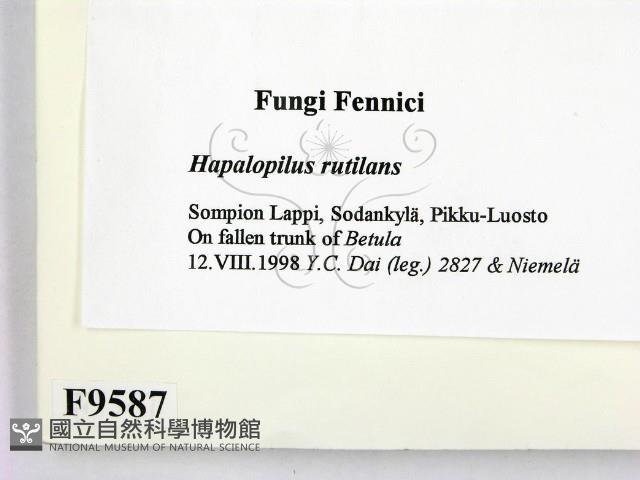 Fungi Fennici
Hapalopilus rutilans
Sompion Lappi, Sodankylä, Pikku-Luosto
On fallen trunk of Betula
12.VIII.1998 Y.C. Dai (leg.) 2827 & Niemelä
F9587
國立自然科學博物館
NATIONAL MUSEUM OF NATURAL SCIENCE